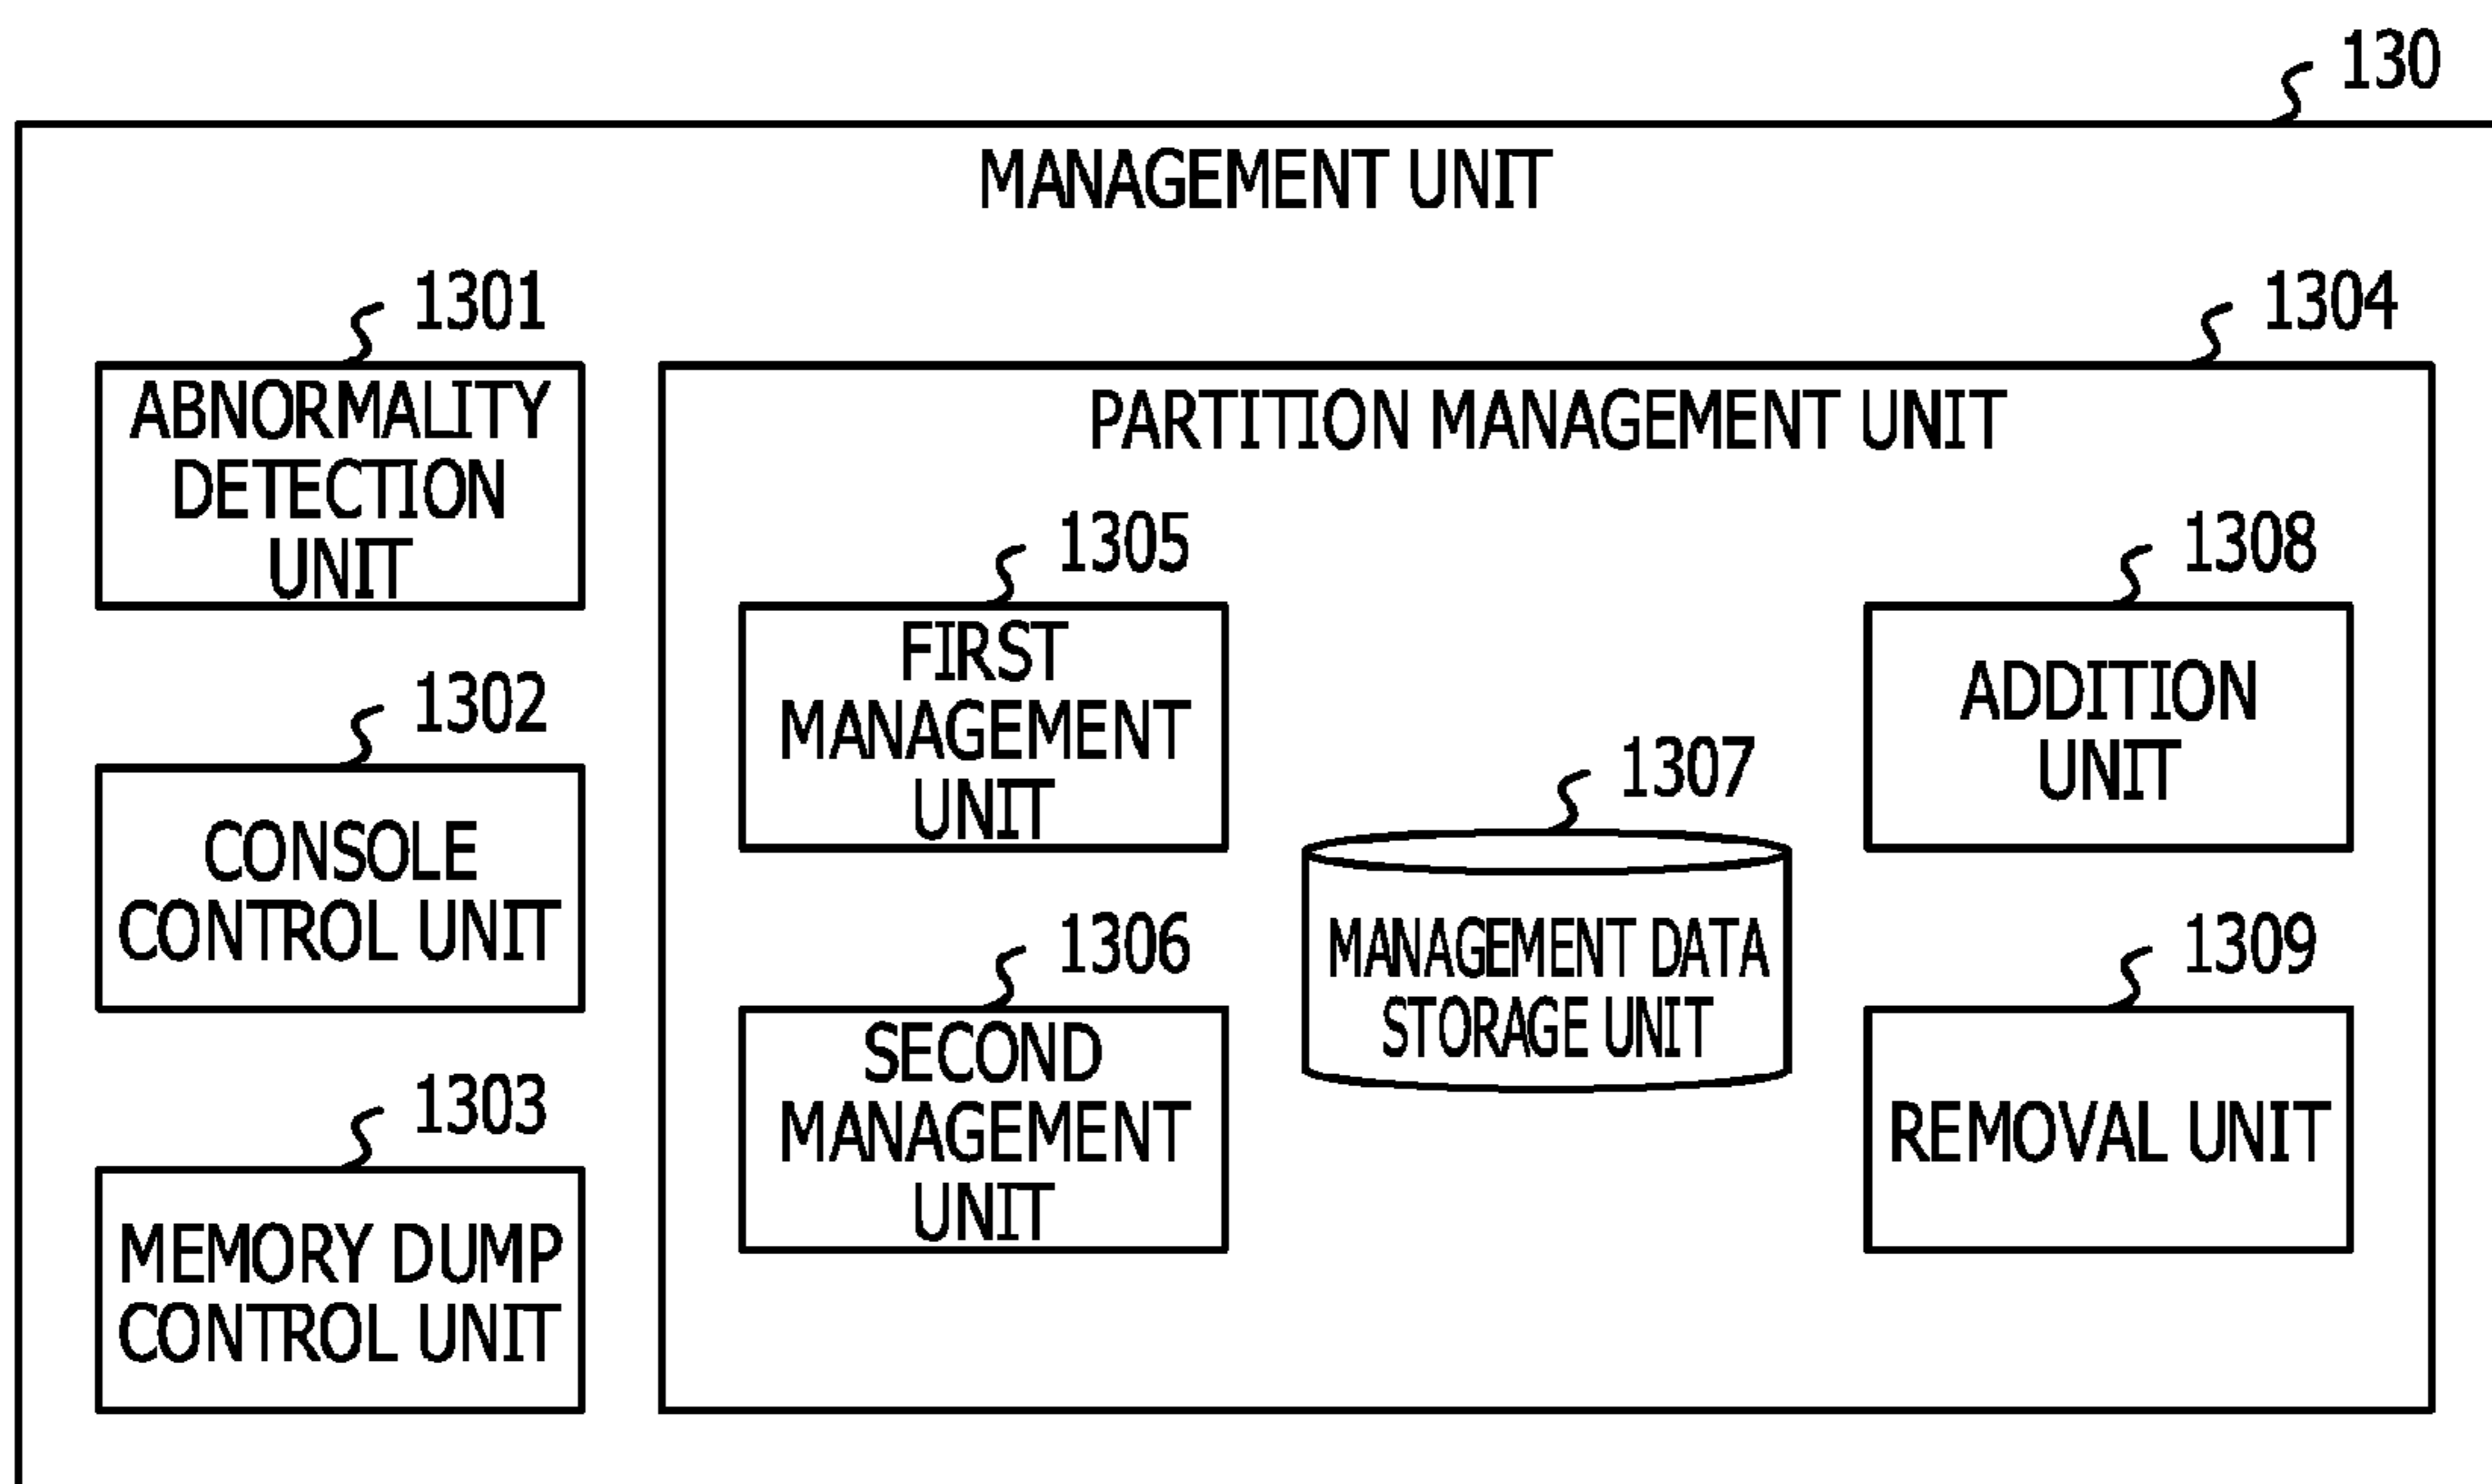 130
MANAGEMENT UNIT
1301
ABNORMALITY
DETECTION
UNIT
1302
CONSOLE
CONTROL UNIT
1303
MEMORY DUMP
CONTROL UNIT
1304
PARTITION MANAGEMENT UNIT
1305
FIRST
MANAGEMENT
UNIT
1306
SECOND
MANAGEMENT
UNIT
1307
MANAGEMENT DATA
STORAGE UNIT
1308
ADDITION
UNIT
1309
REMOVAL UNIT